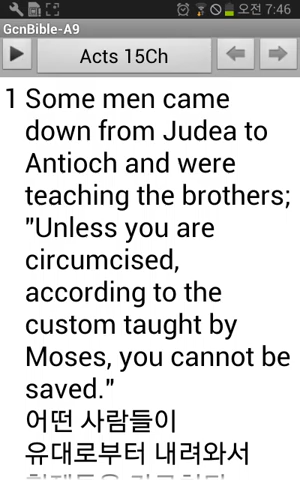 오전 7:46
GcnBible-A9
Acts 15Ch
1 Some men came
down from Judea to
Antioch and were
teaching the brothers;
"Unless you are
circumcised,
according to the
custom taught by
Moses, you cannot be
saved."
어떤 사람들이
유대로부터 내려와서